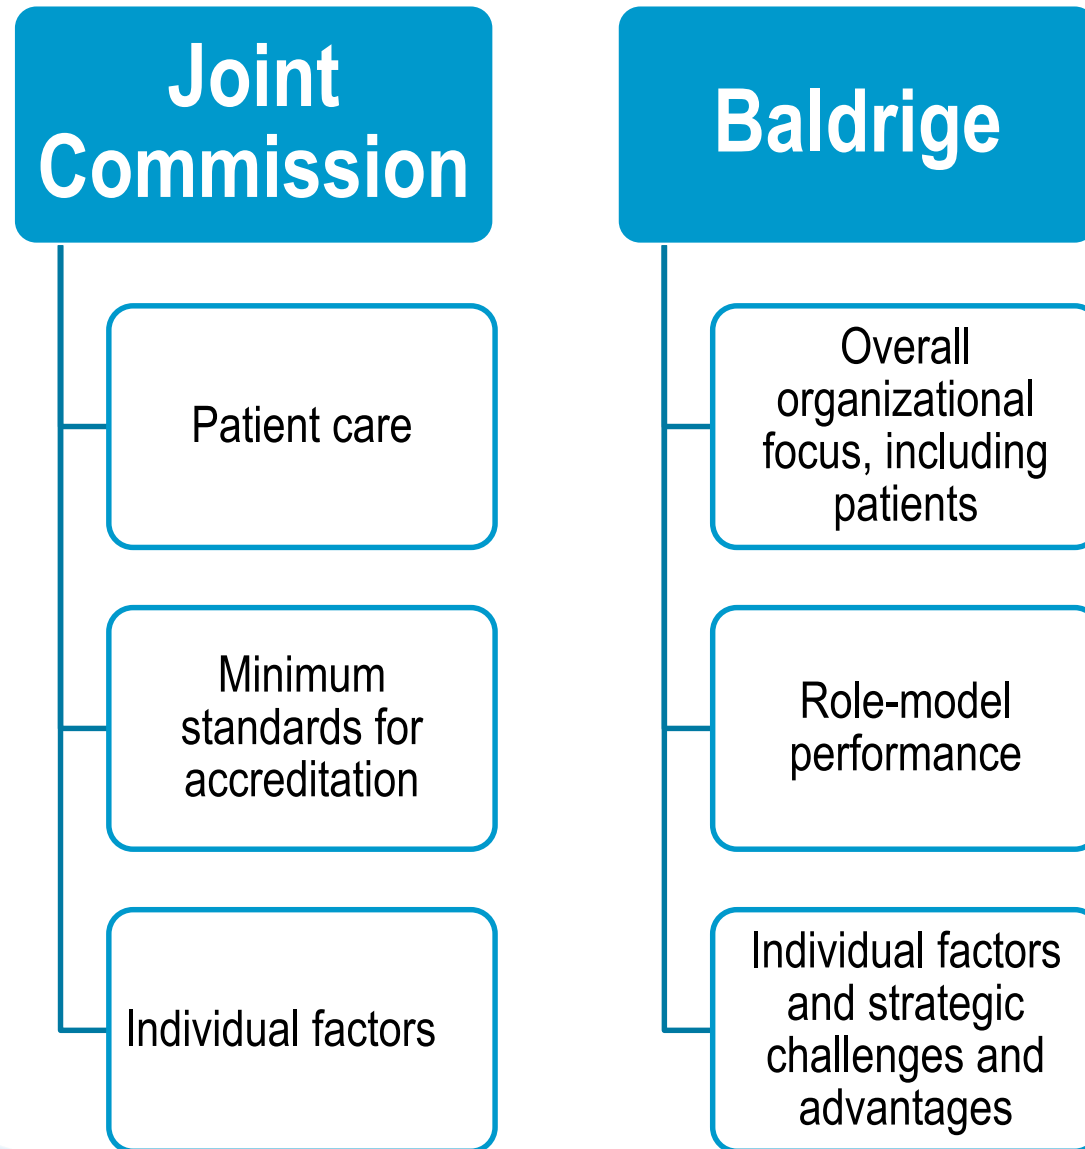 Joint
Commission
Patient care
Minimum
standards for
accreditation
Individual factors
Baldrige
Overall
organizational
focus, including
patients
Role-model
performance
Individual factors
and strategic
challenges and
advantages